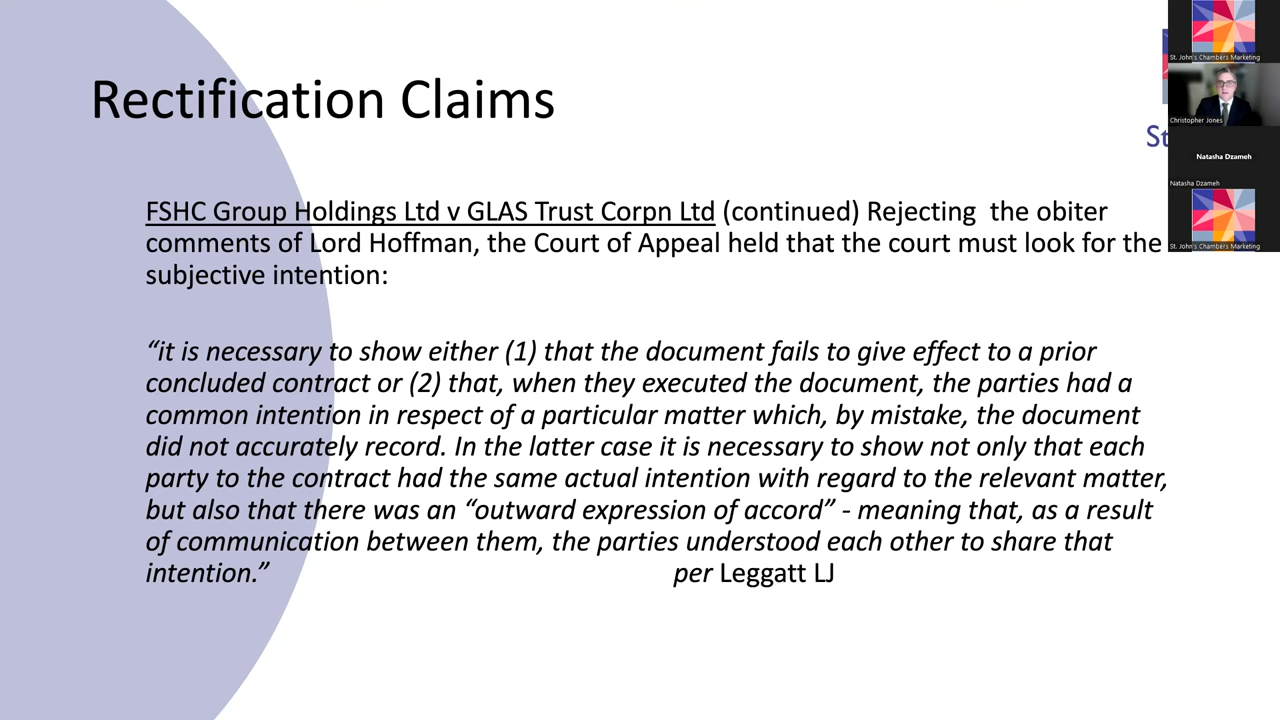 Rectification Claims
FSHC Group Holdings Ltd v GLAS Trust Corpn Ltd (continued) Rejecting the obiter
comments of Lord Hoffman, the Court of Appeal held that the court must look for the
subjective intention:
“it is necessary to show either (1) that the document fails to give effect to a prior
concluded contract or (2) that, when they executed the document, the parties had a
common intention in respect of a particular matter which, by mistake, the document
did not accurately record. In the latter case it is necessary to show not only that each
party to the contract had the same actual intention with regard to the relevant matter,
but also that there was an “outward expression of accord” - meaning that, as a result
of communication between them, the parties understood each other to share that
intention.” per Leggatt LJ
St
St. John's Chambers Marketing
Christopher Jones
Natasha Dzameh
Natasha Dzameh
St. John's Chambers Marketing